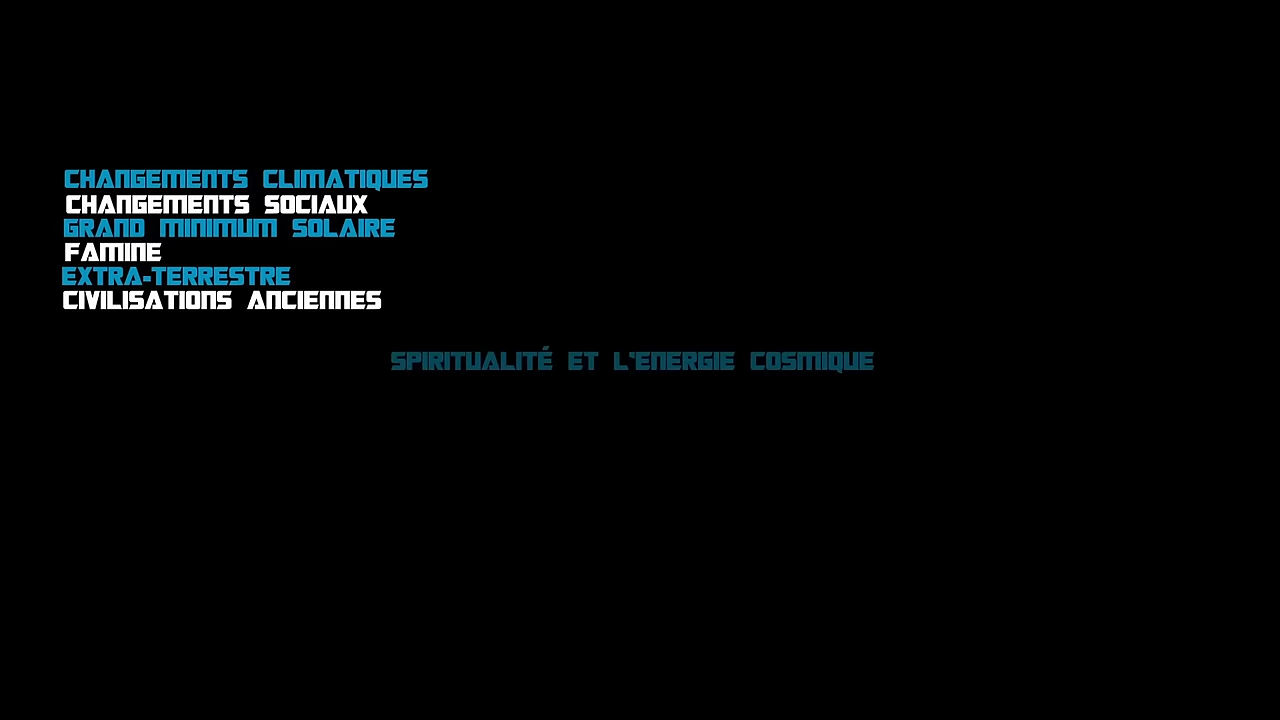 CHANGEMENTS CLIMATIQUES
CHANGEMENTS SOCIAUX
GRAND MINIMUM SOLAIRE
FAMINE
EXTRA-TERRESTRE
CIVILISATIONS ANCIENNES
SPIRITUALITÉ ET L'ENERGIE COSMIQUE